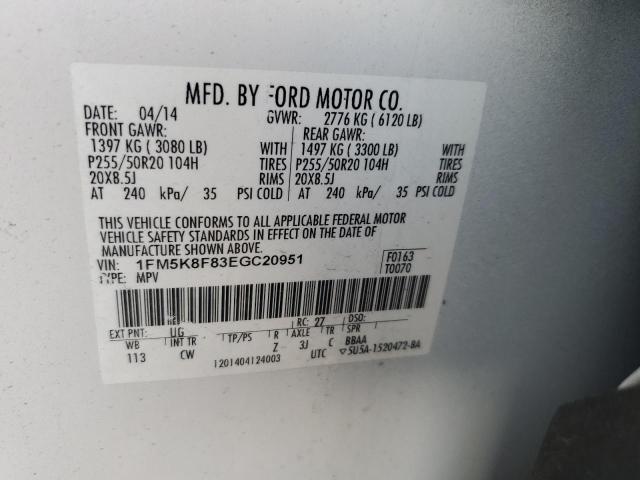 MFD. BY FORD MOTOR CO.
DATE: 04/14 GVWR: 2776 KG ( 6120 LB)
FRONT GAWR: REAR GAWR:
1397 KG ( 3080 LB) WITH 1497 KG ( 3300 LB) WITH
P255/50R20 104H TIRES P255/50R20 104H TIRES
20X8.5J RIMS 20X8.5J RIMS
AT 240 kPa/ 35 PSI COLD AT 240 kPa/ 35 PSI COLD
THIS VEHICLE CONFORMS TO ALL APPLICABLE FEDERAL MOTOR
VEHICLE SAFETY STANDARDS IN EFFECT ON THE DATE OF
MANUFACTURE SHOWN ABOVE.
VIN: 1FM5K8F83EGC20951 F0163
TYPE: MPV T0070
EXT PNT: UG RC: 27 DSO:
WB INT TR TP/PS R AXLE TR SPR
113 CW Z 3J C BBAA
1201404124003 UTC ▽5U5A-1520472-BA